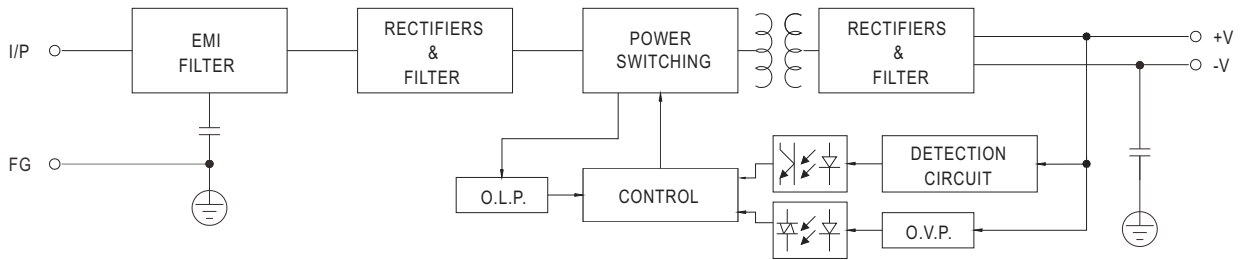 I/P
EMI
FILTER
RECTIFIERS
&
FILTER
POWER
SWITCHING
RECTIFIERS
&
FILTER
+V
-V
FG
O.L.P.
CONTROL
DETECTION
CIRCUIT
O.V.P.